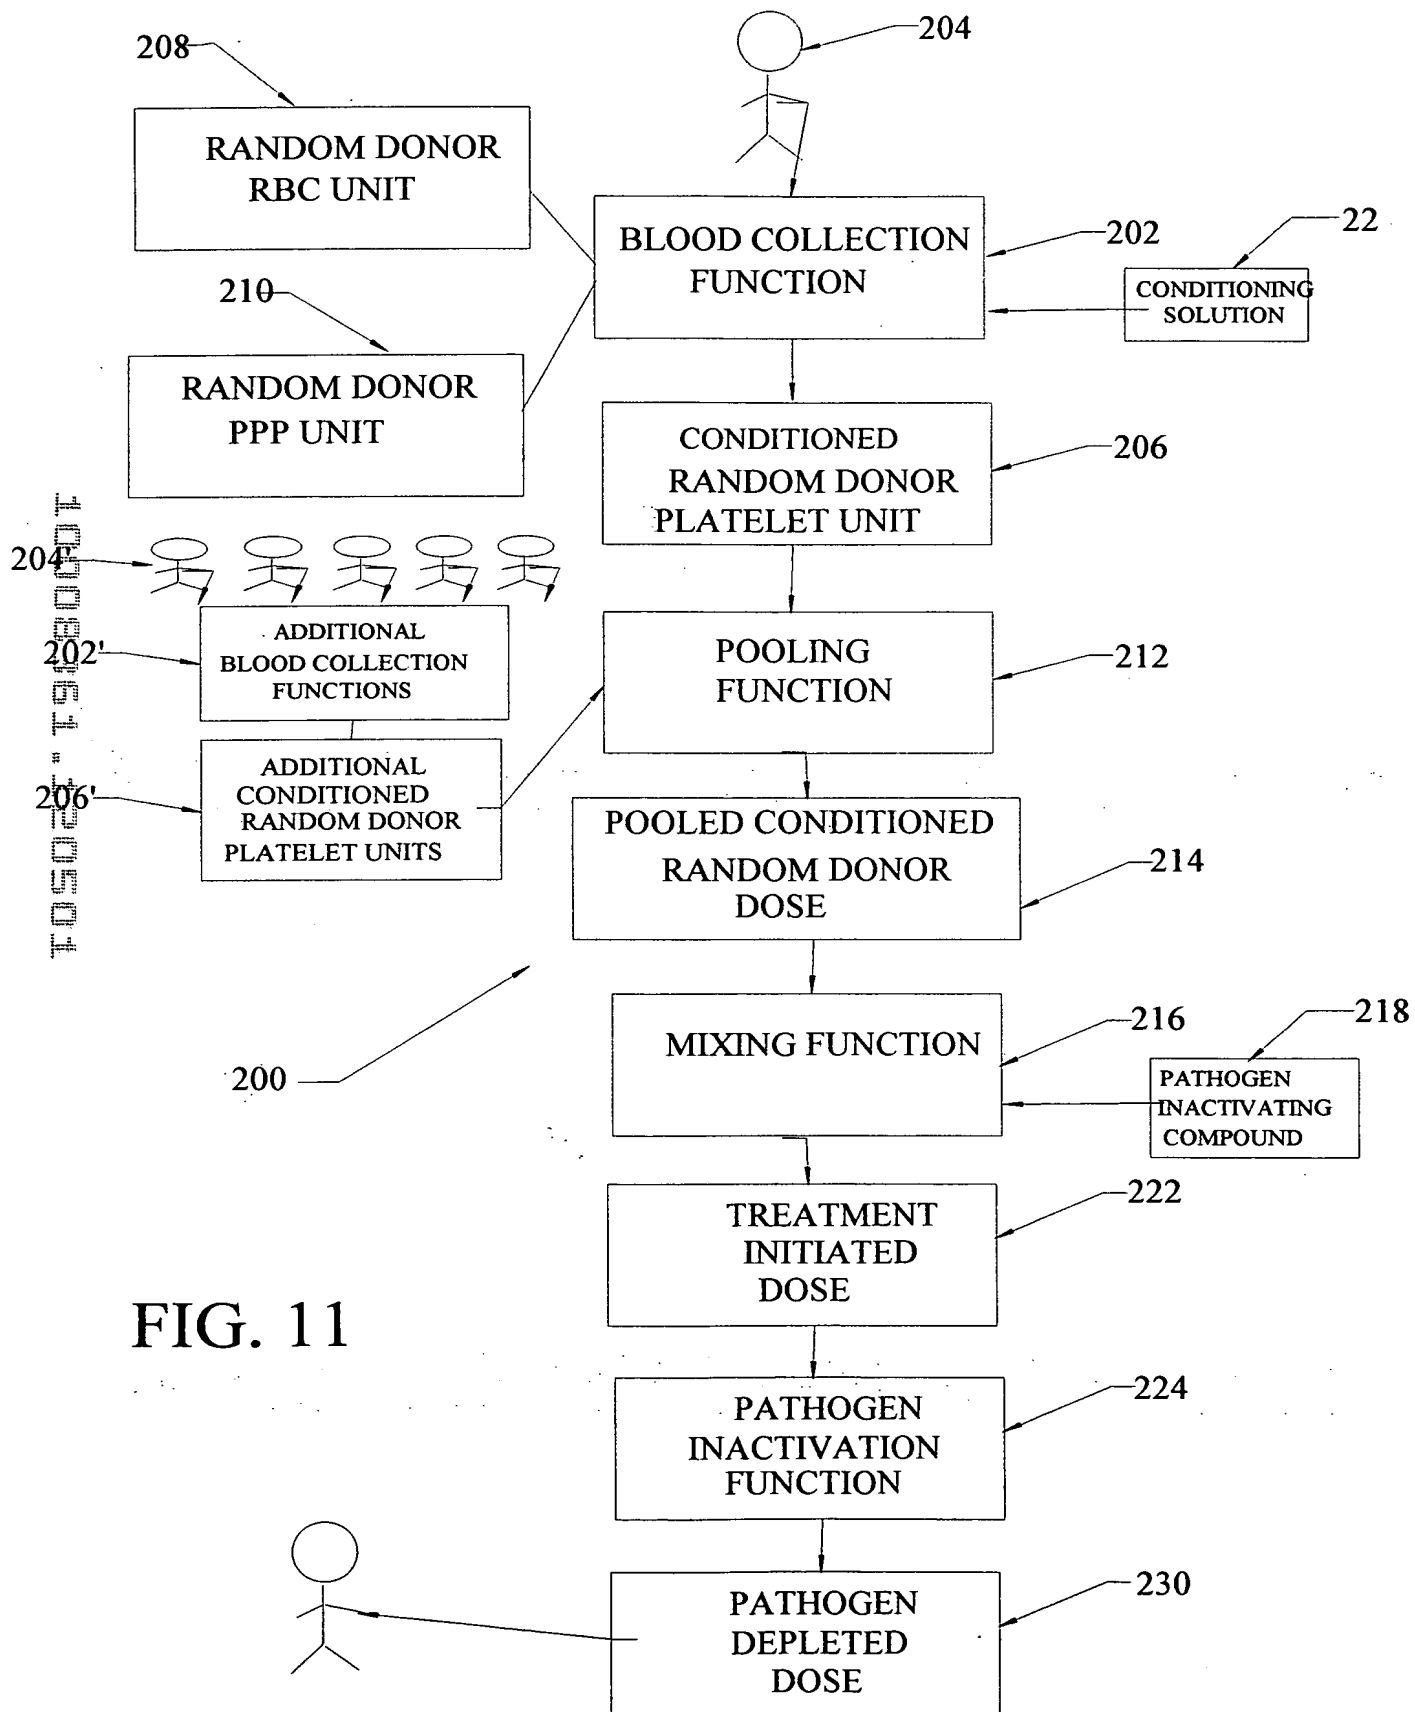 204
208
RANDOM DONOR
RBC UNIT
BLOOD COLLECTION
FUNCTION
202
22
CONDITIONING
SOLUTION
210
RANDOM DONOR
PPP UNIT
CONDITIONED
RANDOM DONOR
PLATELET UNIT
206
204'
202'
ADDITIONAL
BLOOD COLLECTION
FUNCTIONS
POOLING
FUNCTION
212
206'
ADDITIONAL
CONDITIONED
RANDOM DONOR
PLATELET UNITS
POOLED CONDITIONED
RANDOM DONOR
DOSE
214
200
MIXING FUNCTION
216
218
PATHOGEN
INACTIVATING
COMPOUND
TREATMENT
INITIATED
DOSE
222
FIG. 11
PATHOGEN
INACTIVATION
FUNCTION
224
PATHOGEN
DEPLETED
DOSE
230